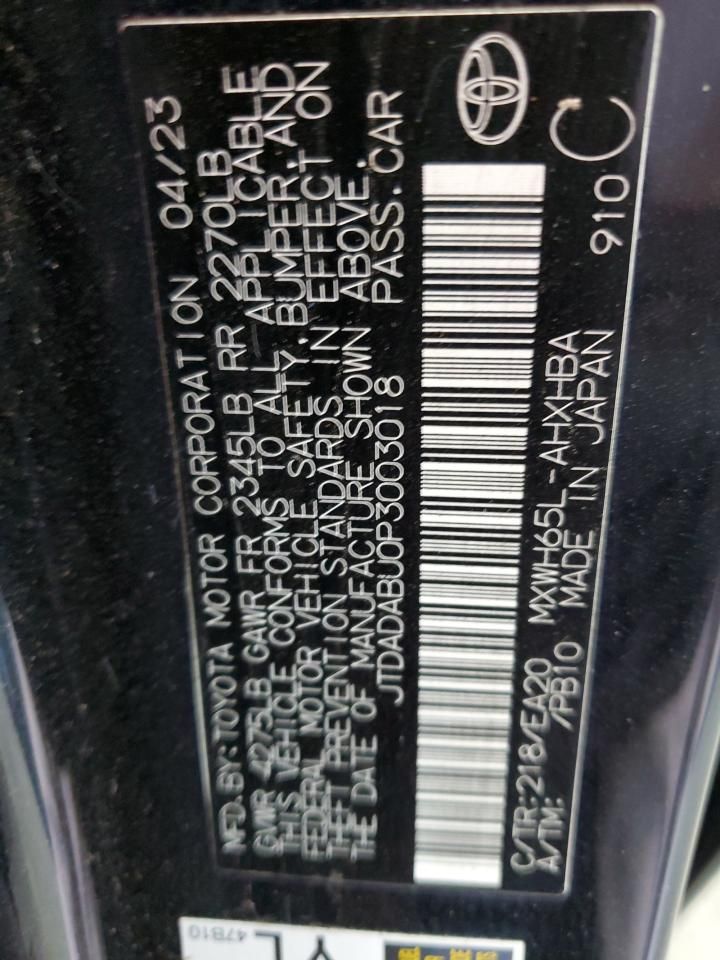 MFD. BY: TOYOTA MOTOR CORPORATION 04/23
GVWR 4275LB GAWR FR 2345LB RR 2270LB
THIS VEHICLE CONFORMS TO ALL APPLICABLE
FEDERAL MOTOR VEHICLE SAFETY, BUMPER, AND
THEFT PREVENTION STANDARDS IN EFFECT ON
THE DATE OF MANUFACTURE SHOWN ABOVE.
JTDADABU0P3003018 PASS. CAR
C/TR: 218/EA20 MXWH65L-AHXHBA
A/TM: /PB10 MADE IN JAPAN 910 C
47B10
YL